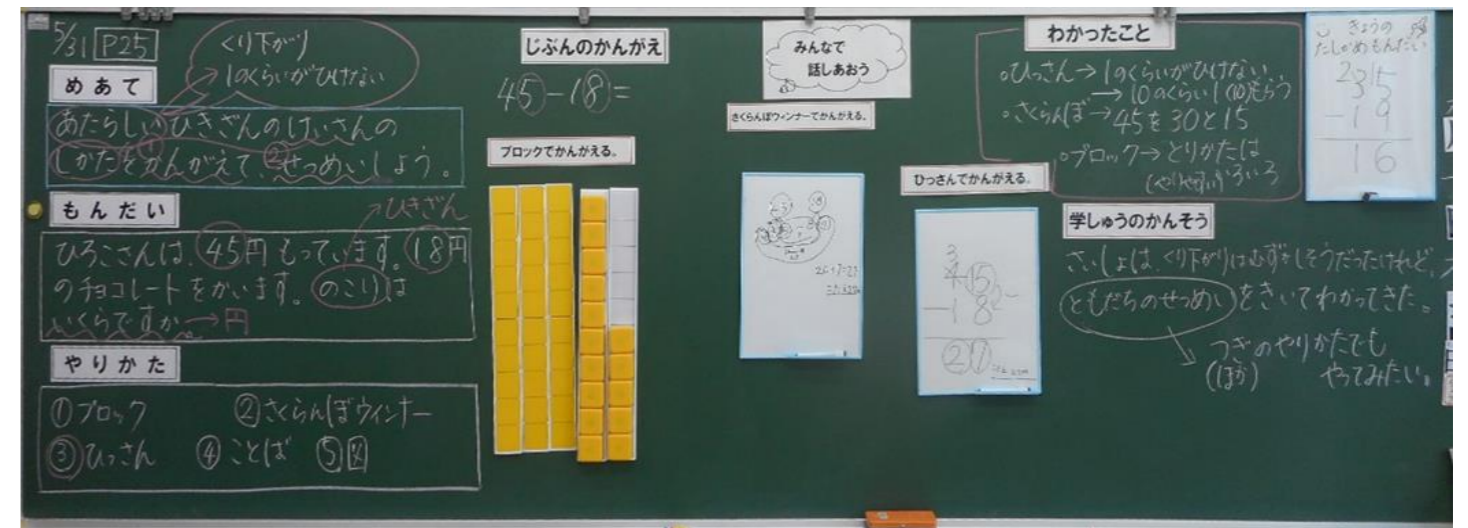 5/31 P25
くり下がり
→1のくらいがひけない
めあて
あたらしいひきざんのけいさんの
しかたをかんがえて、せつめいしよう。
もんだい
ひきざん
ひろこさんは、45円もっています。18円
のチョコレートをかいます。のこりは
いくらですか。→円
やりかた
①ブロック ②さくらんぼウィンナー
③ひっさん ④ことば ⑤図
じぶんのかんがえ
45-18=
ブロックでかんがえる。
みんなで
話しあおう
さくらんぼウィンナーでかんがえる。
20+7=27
ひっさんでかんがえる。
3
45
-18
27
わかったこと
○ひっさん→1のくらいがひけない
→10のくらい1(10)もらう
○さくらんぼ→45を30と15
○ブロック→とりかたは
いろいろ
学しゅうのかんそう
さいしょは、くり下がりはむずかしそうだったけれど、
ともだちのせつめいをきいてわかってきた。
つぎのやりかたでも
(ほか) やってみたい。
きょうの
たしかめもんだい
35
-19
16